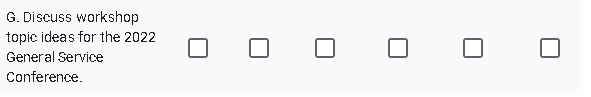 G. Discuss workshop
topic ideas for the 2022
General Service
Conference.